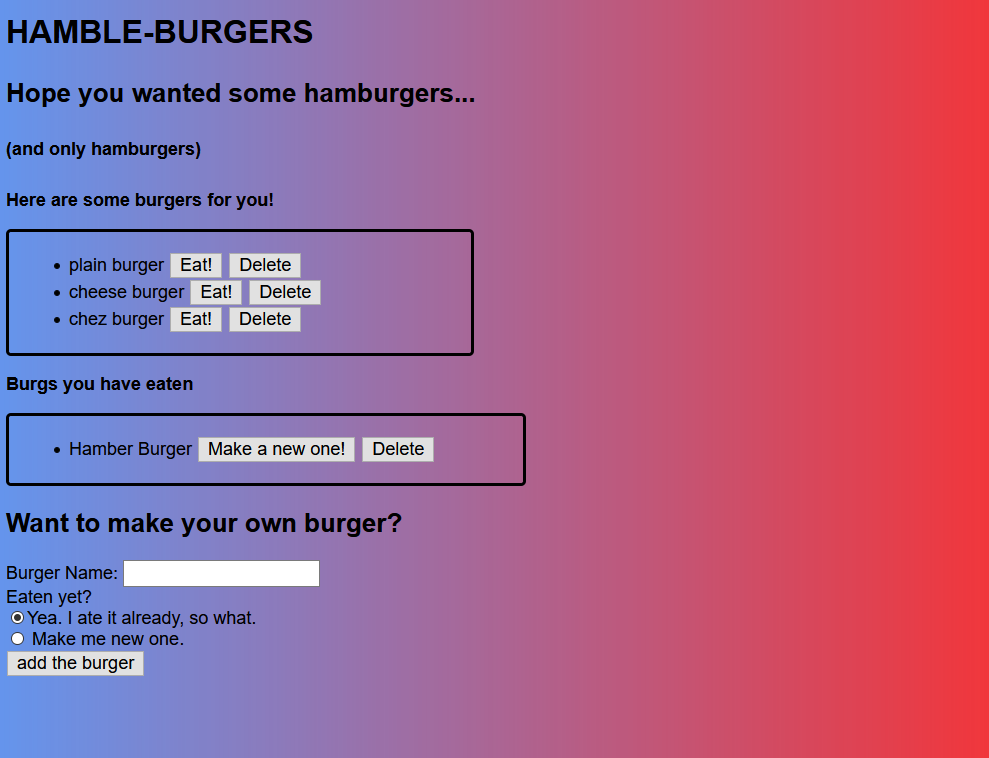 HAMBLE-BURGERS
Hope you wanted some hamburgers...
(and only hamburgers)
Here are some burgers for you!
plain burger Eat! Delete
cheese burger Eat! Delete
chez burger Eat! Delete
Burgs you have eaten
Hamber Burger Make a new one! Delete
Want to make your own burger?
Burger Name:
Eaten yet?
Yea. I ate it already, so what.
Make me new one.
add the burger